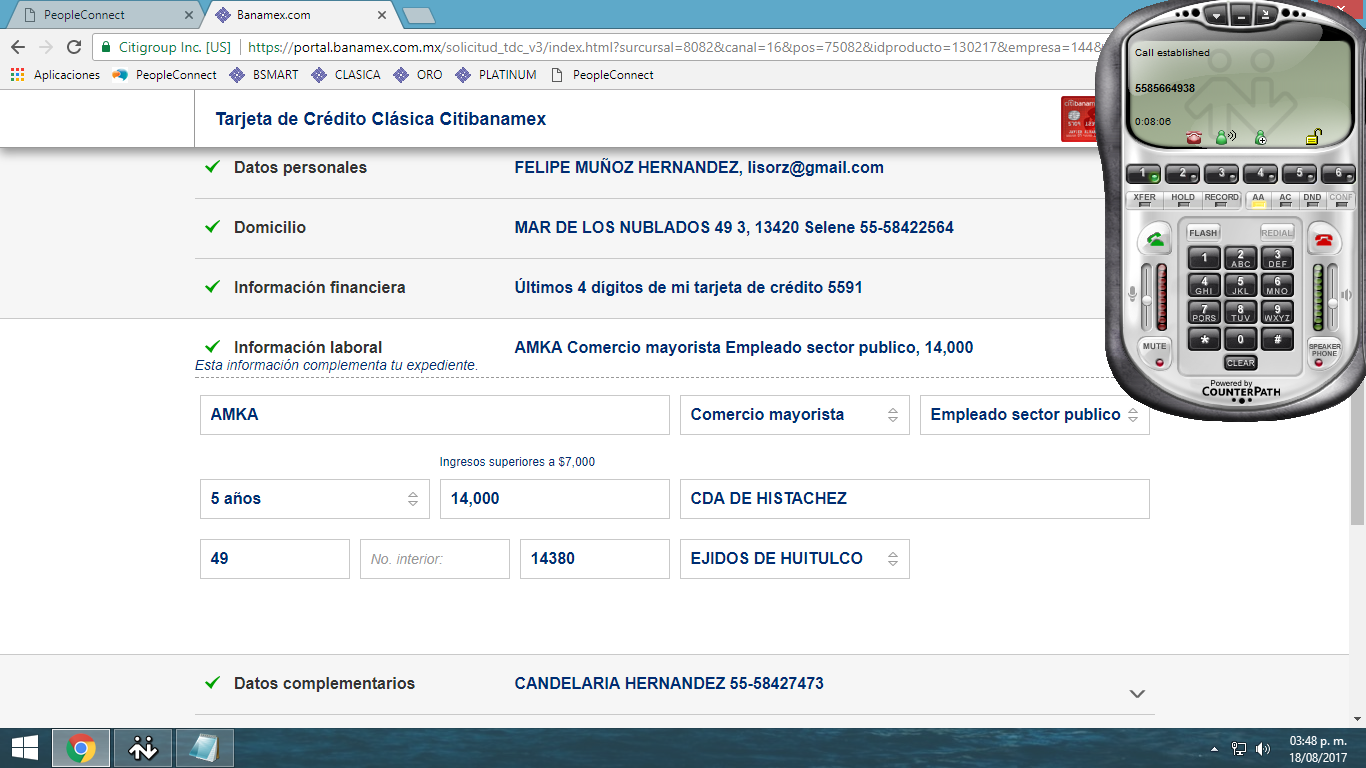 PeopleConnect
Banamex.com
Citigroup Inc. [US]
https://portal.banamex.com.mx/solicitud_tdc_v3/index.html?surcursal=8082&canal=16&pos=75082&idproducto=130217&empresa=144&
Aplicaciones PeopleConnect BSMART CLASICA ORO PLATINUM PeopleConnect
Tarjeta de Crédito Clásica Citibanamex
Datos personales FELIPE MUÑOZ HERNANDEZ, lisorz@gmail.com
Domicilio MAR DE LOS NUBLADOS 49 3, 13420 Selene 55-58422564
Información financiera Últimos 4 dígitos de mi tarjeta de crédito 5591
Información laboral AMKA Comercio mayorista Empleado sector publico, 14,000
Esta información complementa tu expediente.
AMKA Comercio mayorista Empleado sector publico
Ingresos superiores a $7,000
5 años 14,000 CDA DE HISTACHEZ
49 No. interior: 14380 EJIDOS DE HUITULCO
Datos complementarios CANDELARIA HERNANDEZ 55-58427473
Call established
5585664938
0:08:06
1 2 3 4 5 6
XFER HOLD RECORD AA AC DND CONF
FLASH REDIAL
1 2 ABC 3 DEF
4 GHI 5 JKL 6 MNO
7 PQRS 8 TUV 9 WXYZ
* 0 #
MUTE SPEAKER PHONE
CLEAR
Powered by
COUNTERPATH
03:48 p. m.
18/08/2017